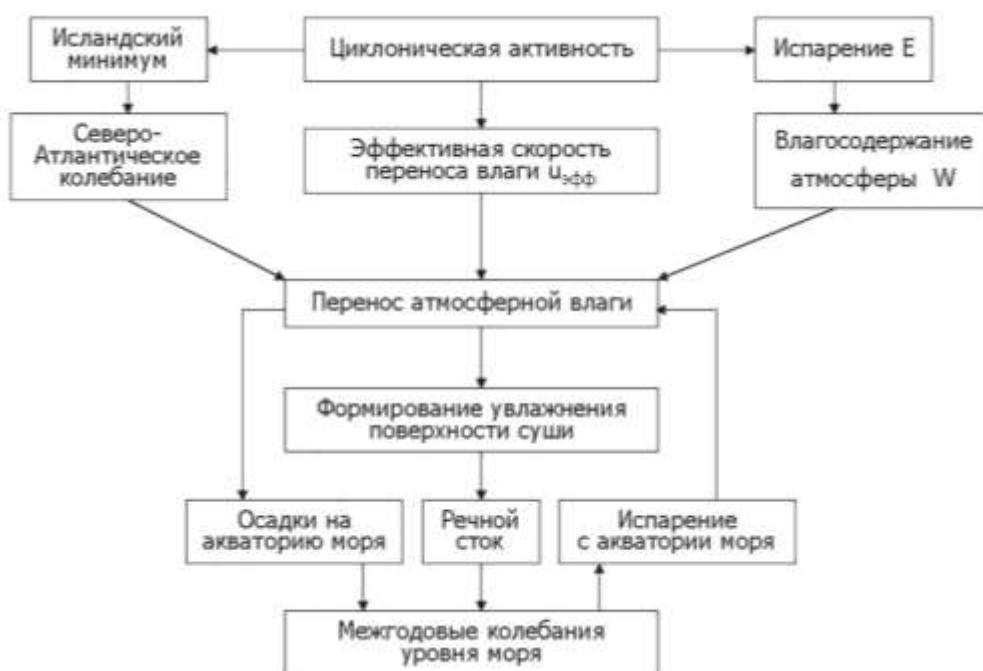 Исландский
минимум
Циклоническая активность
Испарение E
Северо-
Атлантическое
колебание
Эффективная скорость
переноса влаги uэфф
Влагосодержание
атмосферы W
Перенос атмосферной влаги
Формирование увлажнения
поверхности суши
Осадки на
акваторию моря
Речной
сток
Испарение
с акватории моря
Межгодовые колебания
уровня моря